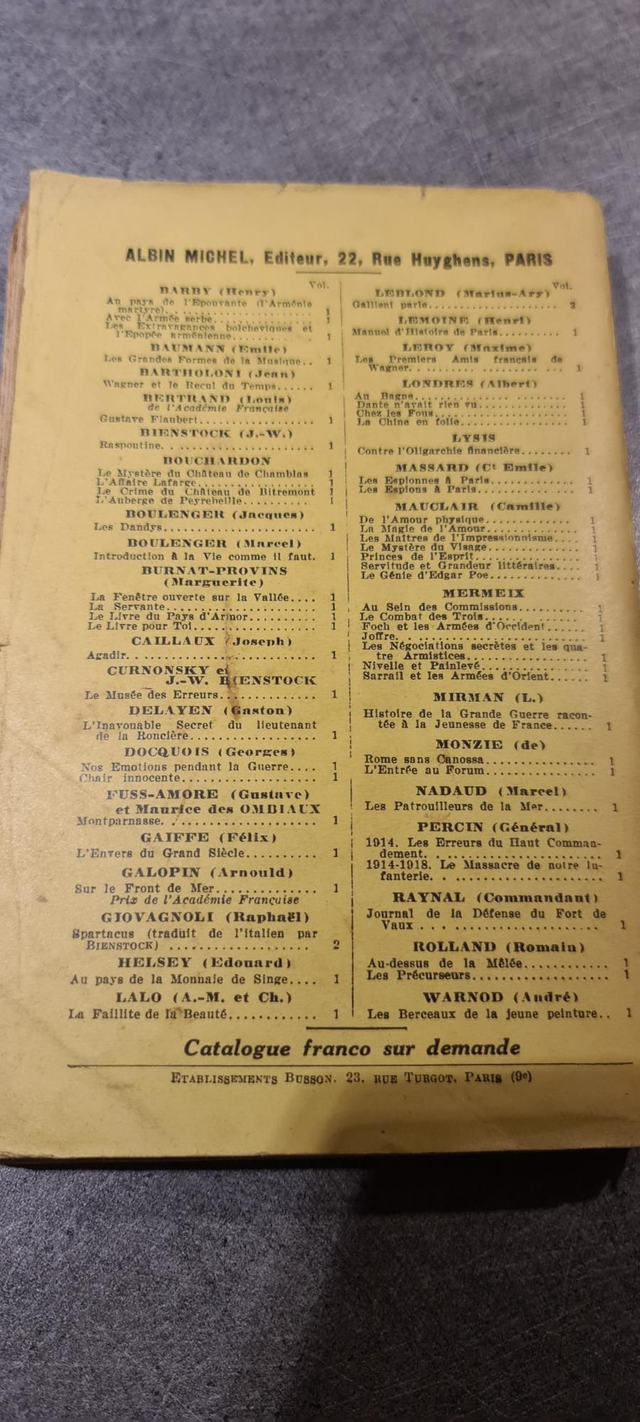 ALBIN MICHEL, Editeur, 22, Rue Huyghens, PARIS
Vol.
BARBY (Henry)
Au pays de l'Epouvante (l'Arménie
martyre).......... 1
Avec l'Armée serbe.......... 1
Les Extravagances bolcheviques et
l'Epopée arménienne.......... 1
BAUMANN (Emile)
Les Grandes Formes de la Musique.. 1
BARTHOLONI (Jean)
Wagner et le Recul du Temps...... 1
BERTRAND (Louis)
de l'Académie Française
Gustave Flaubert.......... 1
BIENSTOCK (J.-W.)
Raspoutine.......... 1
BOUCHARDON
Le Mystère du Château de Chamblas 1
L'Affaire Lafarge.......... 1
Le Crime du Château de Bitremont 1
L'Auberge de Peyrebeille.......... 1
BOULENGER (Jacques)
Les Dandys.......... 1
BOULENGER (Marcel)
Introduction à la Vie comme il faut. 1
BURNAT-PROVINS
(Marguerite)
La Fenêtre ouverte sur la Vallée.... 1
La Servante.......... 1
Le Livre du Pays d'Armor.......... 1
Le Livre pour Toi.......... 1
CAILLAUX (Joseph)
Agadir.......... 1
CURNONSKY et
J.-W. BIENSTOCK
Le Musée des Erreurs.......... 1
DELAYEN (Gaston)
L'Inavouable Secret du lieutenant
de la Roncière.......... 1
DOCQUOIS (Georges)
Nos Emotions pendant la Guerre.... 1
Chair innocente.......... 1
FUSS-AMORE (Gustave)
et Maurice des OMBIAUX
Montparnasse.......... 1
GAIFFE (Félix)
L'Envers du Grand Siècle.......... 1
GALOPIN (Arnould)
Sur le Front de Mer.......... 1
Prix de l'Académie Française
GIOVAGNOLI (Raphaël)
Spartacus (traduit de l'italien par
BIENSTOCK) .......... 2
HELSEY (Edouard)
Au pays de la Monnaie de Singe.... 1
LALO (A.-M. et Ch.)
La Faillite de la Beauté.......... 1
Vol.
LEBLOND (Marius-Ary)
Gallieni parle.......... 2
LEMOINE (Henri)
Manuel d'Histoire de Paris.......... 1
LEROY (Maxime)
Les Premiers Amis français de
Wagner.......... 1
LONDRES (Albert)
Au Bagne.......... 1
Dante n'avait rien vu.......... 1
Chez les Fous.......... 1
La Chine en folie.......... 1
LYSIS
Contre l'Oligarchie financière........ 1
MASSARD (Ct Emile)
Les Espionnes à Paris.......... 1
Les Espions à Paris.......... 1
MAUCLAIR (Camille)
De l'Amour physique.......... 1
La Magie de l'Amour.......... 1
Les Maîtres de l'Impressionnisme.... 1
Le Mystère du Visage.......... 1
Princes de l'Esprit.......... 1
Servitude et Grandeur littéraires.... 1
Le Génie d'Edgar Poe.......... 1
MERMEIX
Au Sein des Commissions.......... 1
Le Combat des Trois.......... 1
Foch et les Armées d'Occident...... 1
Joffre.......... 1
Les Négociations secrètes et les qua-
tre Armistices.......... 1
Nivelle et Painlevé.......... 1
Sarrail et les Armées d'Orient...... 1
MIRMAN (L.)
Histoire de la Grande Guerre racon-
tée à la Jeunesse de France...... 1
MONZIE (de)
Rome sans Canossa.......... 1
L'Entrée au Forum.......... 1
NADAUD (Marcel)
Les Patrouilleurs de la Mer........ 1
PERCIN (Général)
1914. Les Erreurs du Haut Comman-
dement.......... 1
1914-1918. Le Massacre de notre In-
fanterie.......... 1
RAYNAL (Commandant)
Journal de la Défense du Fort de
Vaux.......... 1
ROLLAND (Romain)
Au-dessus de la Mêlée.......... 1
Les Précurseurs.......... 1
WARNOD (André)
Les Berceaux de la jeune peinture.. 1
Catalogue franco sur demande
ETABLISSEMENTS BUSSON, 23, RUE TURGOT, PARIS (9e)